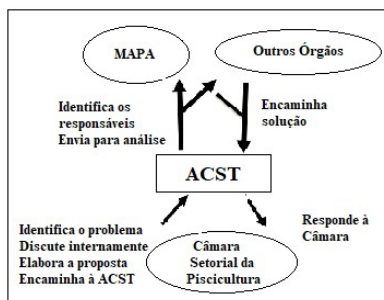 MAPA
Outros Órgãos
Identifica os
responsáveis
Envia para análise
Encaminha
solução
ACST
Identifica o problema
Discute internamente
Elabora a proposta
Encaminha à ACST
Câmara
Setorial da
Piscicultura
Responde à
Câmara